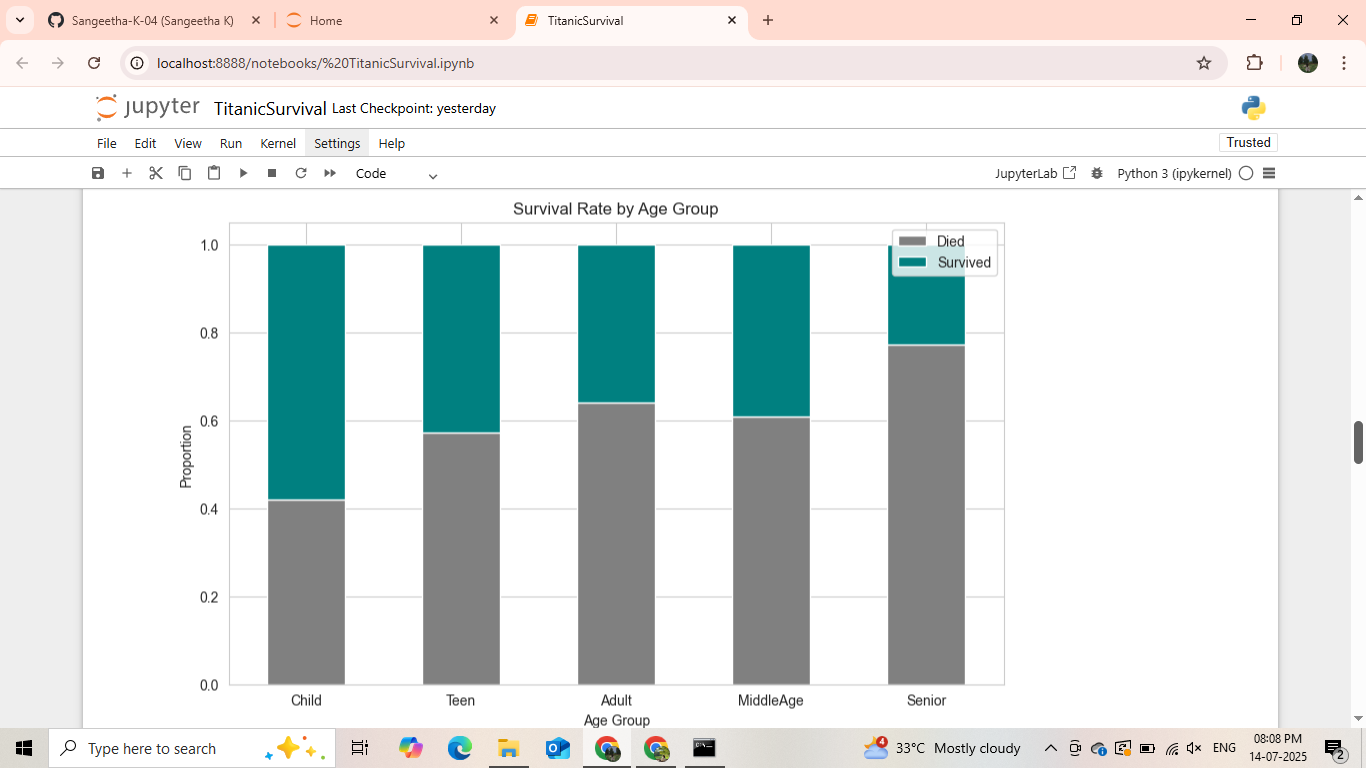 Sangeetha-K-04 (Sangeetha K)
Home
TitanicSurvival
localhost:8888/notebooks/%20TitanicSurvival.ipynb
jupyter TitanicSurvival Last Checkpoint: yesterday
File Edit View Run Kernel Settings Help
Trusted
Code
JupyterLab
Python 3 (ipykernel)
Survival Rate by Age Group
Died
Survived
1.0
0.8
0.6
0.4
0.2
0.0
Proportion
Child Teen Adult MiddleAge Senior
Age Group
Type here to search
4
33°C Mostly cloudy
ENG
08:08 PM
14-07-2025
2